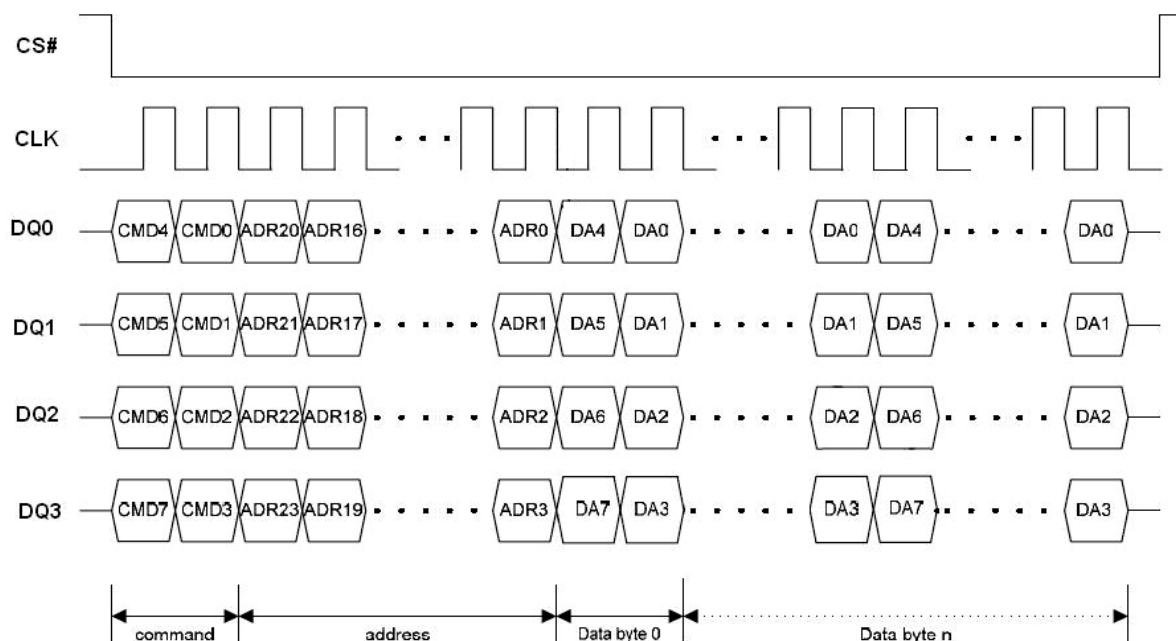 CS#
CLK
DQ0 CMD4 CMD0 ADR20 ADR16 ADR0 DA4 DA0 DA0 DA4 DA0
DQ1 CMD5 CMD1 ADR21 ADR17 ADR1 DA5 DA1 DA1 DA5 DA1
DQ2 CMD6 CMD2 ADR22 ADR18 ADR2 DA6 DA2 DA2 DA6 DA2
DQ3 CMD7 CMD3 ADR23 ADR19 ADR3 DA7 DA3 DA3 DA7 DA3
command address Data byte 0 Data byte n